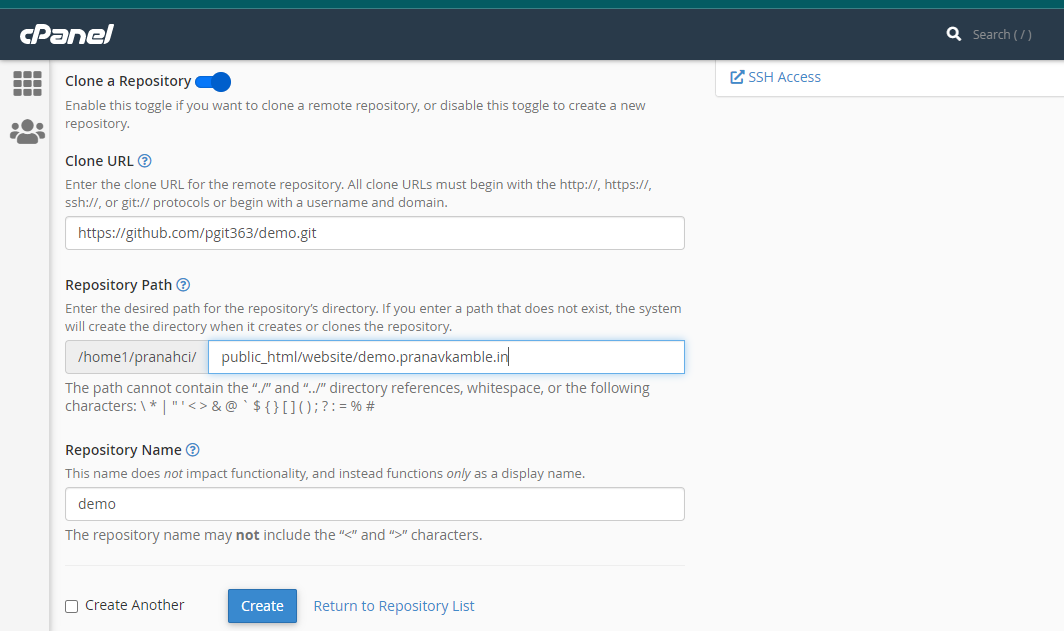 cPanel
Search ( / )
Clone a Repository
SSH Access
Enable this toggle if you want to clone a remote repository, or disable this toggle to create a new
repository.
Clone URL ?
Enter the clone URL for the remote repository. All clone URLs must begin with the http://, https://,
ssh://, or git:// protocols or begin with a username and domain.
https://github.com/pgit363/demo.git
Repository Path ?
Enter the desired path for the repository’s directory. If you enter a path that does not exist, the system
will create the directory when it creates or clones the repository.
/home1/pranahci/ public_html/website/demo.pranavkamble.in
The path cannot contain the “./” and “../” directory references, whitespace, or the following
characters: \ * | " ' < > & @ ` $ { } [ ] ( ) ; ? : = % #
Repository Name ?
This name does not impact functionality, and instead functions only as a display name.
demo
The repository name may not include the “<” and “>” characters.
Create Another Create Return to Repository List